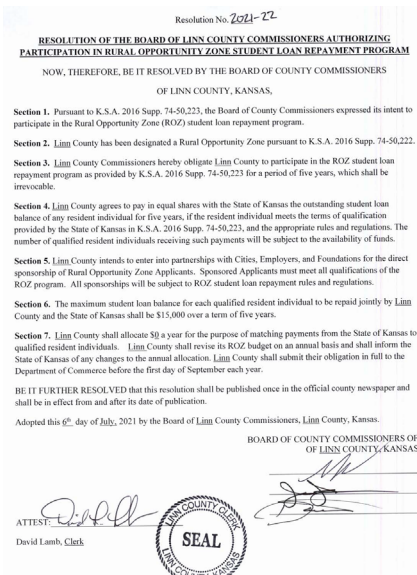 Resolution No. 2021-22
RESOLUTION OF THE BOARD OF LINN COUNTY COMMISSIONERS AUTHORIZING
PARTICIPATION IN RURAL OPPORTUNITY ZONE STUDENT LOAN REPAYMENT PROGRAM
NOW, THEREFORE, BE IT RESOLVED BY THE BOARD OF COUNTY COMMISSIONERS
OF LINN COUNTY, KANSAS,
Section 1. Pursuant to K.S.A. 2016 Supp. 74-50,223, the Board of County Commissioners expressed its intent to
participate in the Rural Opportunity Zone (ROZ) student loan repayment program.
Section 2. Linn County has been designated a Rural Opportunity Zone pursuant to K.S.A. 2016 Supp. 74-50,222.
Section 3. Linn County Commissioners hereby obligate Linn County to participate in the ROZ student loan
repayment program as provided by K.S.A. 2016 Supp. 74-50,223 for a period of five years, which shall be
irrevocable.
Section 4. Linn County agrees to pay in equal shares with the State of Kansas the outstanding student loan
balance of any resident individual for five years, if the resident individual meets the terms of qualification
provided by the State of Kansas in K.S.A. 2016 Supp. 74-50,223, and the appropriate rules and regulations. The
number of qualified resident individuals receiving such payments will be subject to the availability of funds.
Section 5. Linn County intends to enter into partnerships with Cities, Employers, and Foundations for the direct
sponsorship of Rural Opportunity Zone Applicants. Sponsored Applicants must meet all qualifications of the
ROZ program. All sponsorships will be subject to ROZ student loan repayment rules and regulations.
Section 6. The maximum student loan balance for each qualified resident individual to be repaid jointly by Linn
County and the State of Kansas shall be $15,000 over a term of five years.
Section 7. Linn County shall allocate $0 a year for the purpose of matching payments from the State of Kansas to
qualified resident individuals. Linn County shall revise its ROZ budget on an annual basis and shall inform the
State of Kansas of any changes to the annual allocation. Linn County shall submit their obligation in full to the
Department of Commerce before the first day of September each year.
BE IT FURTHER RESOLVED that this resolution shall be published once in the official county newspaper and
shall be in effect from and after its date of publication.
Adopted this 6th day of July, 2021 by the Board of Linn County Commissioners, Linn County, Kansas.
BOARD OF COUNTY COMMISSIONERS OF
OF LINN COUNTY, KANSAS
ATTEST:
David Lamb, Clerk
LINN COUNTY CLERK
SEAL
LINN COUNTY KANSAS